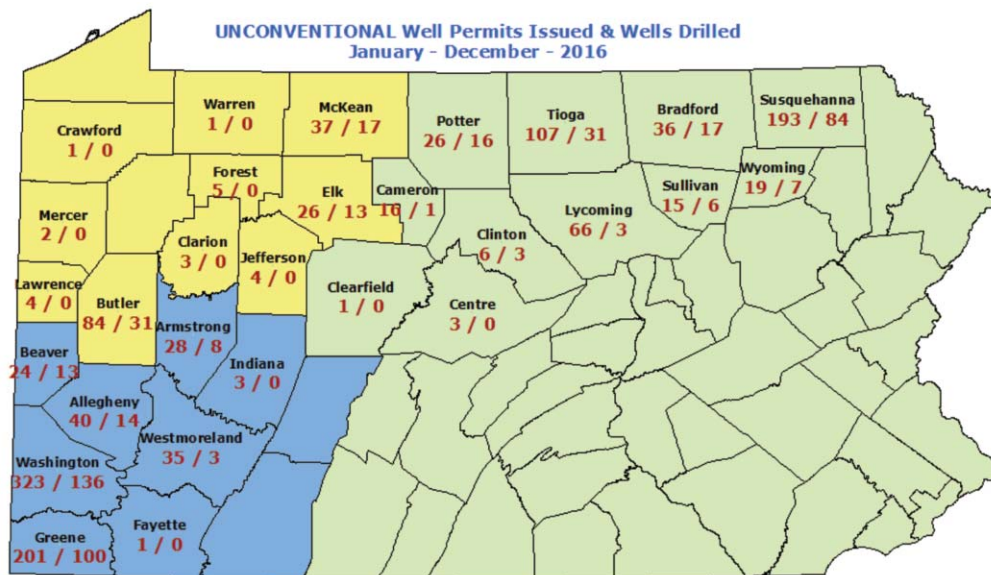 UNCONVENTIONAL Well Permits Issued & Wells Drilled
January - December - 2016
Warren
1 / 0
McKean
37 / 17
Potter
26 / 16
Tioga
107 / 31
Bradford
36 / 17
Susquehanna
193 / 84
Crawford
1 / 0
Forest
5 / 0
Elk
26 / 13
Cameron
16 / 1
Sullivan
15 / 6
Wyoming
19 / 7
Mercer
2 / 0
Clarion
3 / 0
Jefferson
4 / 0
Clinton
6 / 3
Lycoming
66 / 3
Lawrence
4 / 0
Butler
84 / 31
Clearfield
1 / 0
Centre
3 / 0
Armstrong
28 / 8
Beaver
24 / 13
Indiana
3 / 0
Allegheny
40 / 14
Westmoreland
35 / 3
Washington
323 / 136
Greene
201 / 100
Fayette
1 / 0